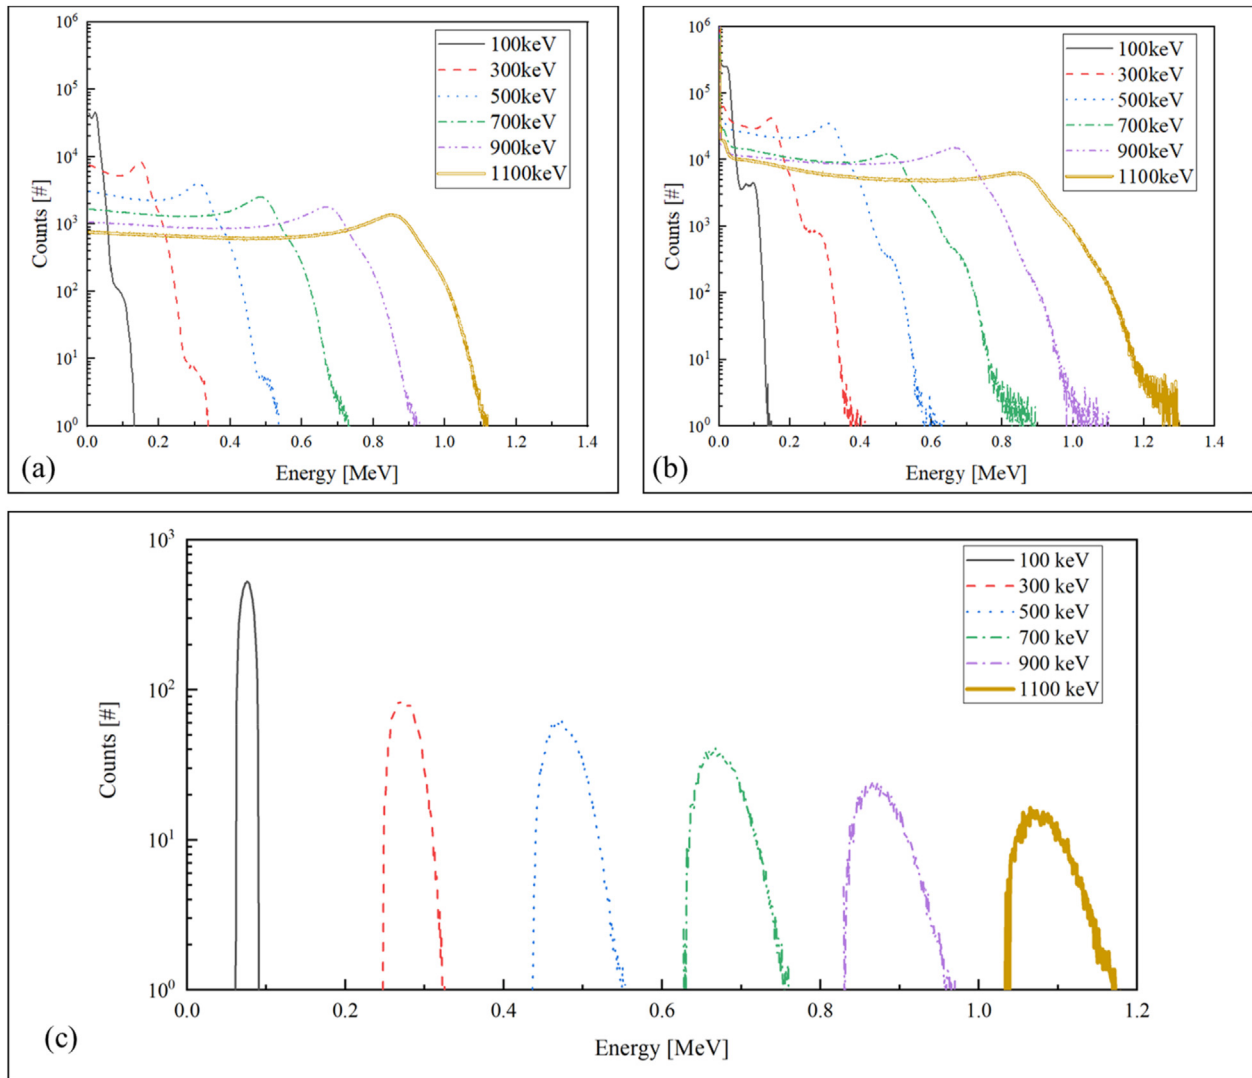 10⁶
10⁵
10⁴
10³
10²
10¹
10⁰
Counts [#]
100keV
300keV
500keV
700keV
900keV
1100keV
0.0 0.2 0.4 0.6 0.8 1.0 1.2 1.4
Energy [MeV]
(a)
10⁶
10⁵
10⁴
10³
10²
10¹
10⁰
Counts [#]
100keV
300keV
500keV
700keV
900keV
1100keV
0.0 0.2 0.4 0.6 0.8 1.0 1.2 1.4
Energy [MeV]
(b)
10³
10²
10¹
10⁰
Counts [#]
100 keV
300 keV
500 keV
700 keV
900 keV
1100 keV
0.0 0.2 0.4 0.6 0.8 1.0 1.2
Energy [MeV]
(c)